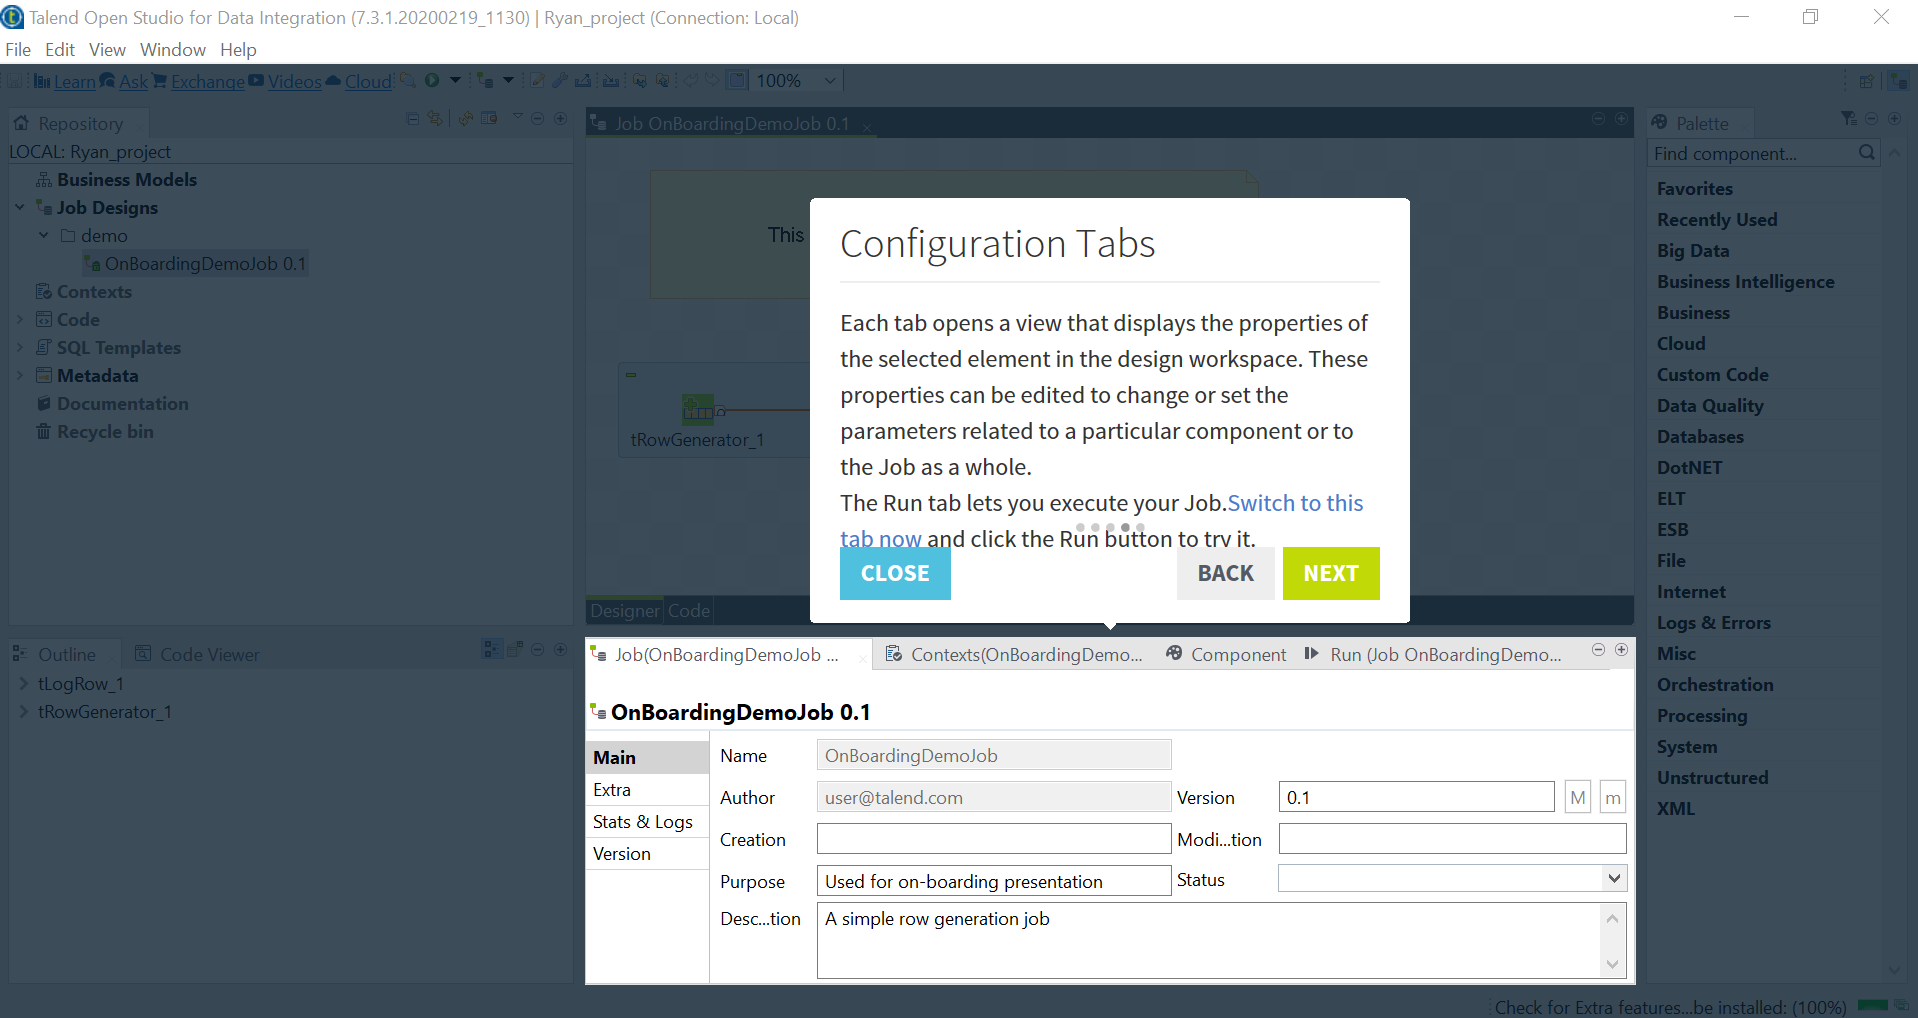 Talend Open Studio for Data Integration (7.3.1.20200219_1130) | Ryan_project (Connection: Local)
File Edit View Window Help
Learn Ask Exchange Videos Cloud 100%
Repository
LOCAL: Ryan_project
Business Models
Job Designs
demo
OnBoardingDemoJob 0.1
Contexts
Code
SQL Templates
Metadata
Documentation
Recycle bin
Outline
Code Viewer
tLogRow_1
tRowGenerator_1
Job OnBoardingDemoJob 0.1
This
tRowGenerator_1
Designer Code
Configuration Tabs
Each tab opens a view that displays the properties of
the selected element in the design workspace. These
properties can be edited to change or set the
parameters related to a particular component or to
the Job as a whole.
The Run tab lets you execute your Job.Switch to this
tab now and click the Run button to try it.
CLOSE
BACK
NEXT
Job(OnBoardingDemoJob ...
Contexts(OnBoardingDemo...
Component
Run (Job OnBoardingDemo...
OnBoardingDemoJob 0.1
Main
Extra
Stats & Logs
Version
Name OnBoardingDemoJob
Author user@talend.com Version 0.1 M m
Creation Modi...tion
Purpose Used for on-boarding presentation Status
Desc...tion A simple row generation job
Palette
Find component...
Favorites
Recently Used
Big Data
Business Intelligence
Business
Cloud
Custom Code
Data Quality
Databases
DotNET
ELT
ESB
File
Internet
Logs & Errors
Misc
Orchestration
Processing
System
Unstructured
XML
Check for Extra features...be installed: (100%)